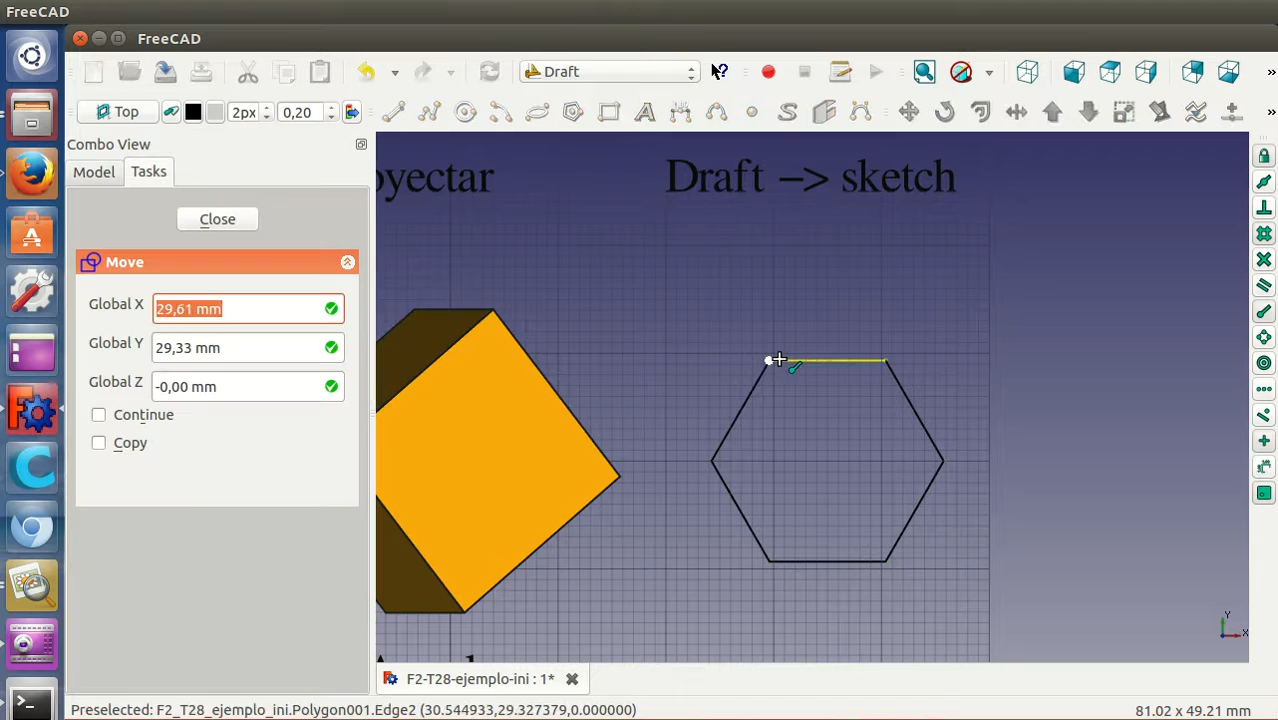 FreeCAD
FreeCAD
Draft
Top
2px
0,20
A
S
Combo View
Model
Tasks
Close
Move
Global X
29,61 mm
Global Y
29,33 mm
Global Z
-0,00 mm
Continue
Copy
oyectar
Draft –> sketch
Y
X
F2-T28-ejemplo-ini : 1*
Preselected: F2_T28_ejemplo_ini.Polygon001.Edge2 (30.544933,29.327379,0.000000)
81.02 x 49.21 mm